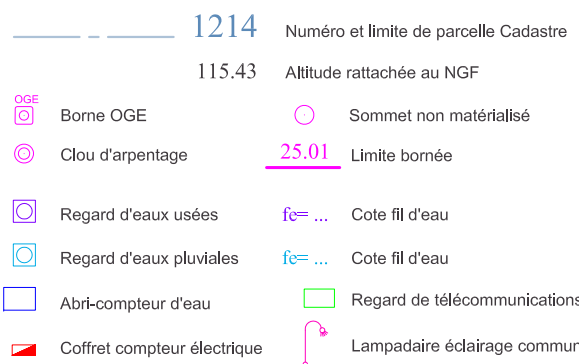 1214 Numéro et limite de parcelle Cadastre
115.43 Altitude rattachée au NGF
OGE
Borne OGE Sommet non matérialisé
Clou d'arpentage 25.01 Limite bornée
Regard d'eaux usées fe= ... Cote fil d'eau
Regard d'eaux pluviales fe= ... Cote fil d'eau
Abri-compteur d'eau Regard de télécommunications
Coffret compteur électrique Lampadaire éclairage commun